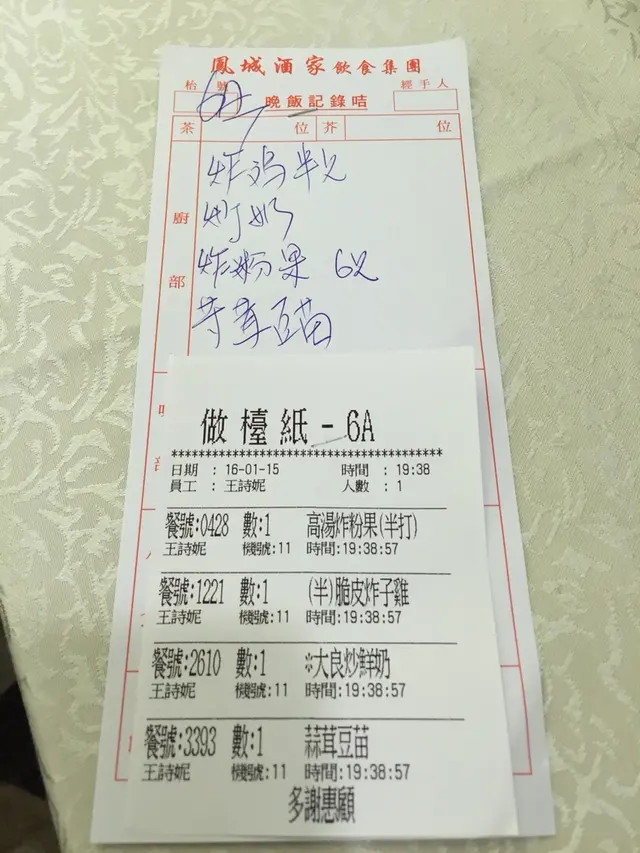 鳳城酒家飲食集團
枱號
經手人
6A
晚飯記錄咭
茶 位 芥 位
廚部
炸鸡半只
炒奶
炸粉果 6只
豆苗
做檯紙-6A
******************************************
日期 : 16-01-15 時間 : 19:38
員工 : 王詩妮 人數 : 1
餐號:0428 數:1 高湯炸粉果(半打)
王詩妮 機號:11 時間:19:38:57
餐號:1221 數:1 (半)脆皮炸子雞
王詩妮 機號:11 時間:19:38:57
餐號:2610 數:1 *大良炒鮮奶
王詩妮 機號:11 時間:19:38:57
餐號:3393 數:1 蒜茸豆苗
王詩妮 機號:11 時間:19:38:57
多謝惠顧